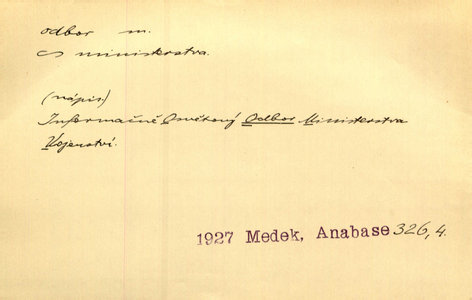 odbor m.
ministerstva.
(nápis)
Informačně Osvětový Odbor Ministerstva
Vojenství.
1927 Medek, Anabase 326,4.